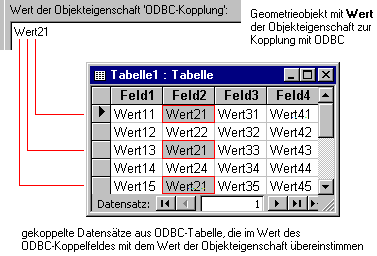 Wert der Objekteigenschaft 'ODBC-Kopplung':
Wert21
Geometrieobjekt mit Wert
der Objekteigenschaft zur
Kopplung mit ODBC
Tabelle1 : Tabelle
Feld1 Feld2 Feld3 Feld4
Wert11 Wert21 Wert31 Wert41
Wert12 Wert22 Wert32 Wert42
Wert13 Wert21 Wert33 Wert43
Wert14 Wert24 Wert34 Wert44
Wert15 Wert21 Wert35 Wert45
Datensatz: 1
gekoppelte Datensätze aus ODBC-Tabelle, die im Wert des
ODBC-Koppelfeldes mit dem Wert der Objekteigenschaft übereinstimmen